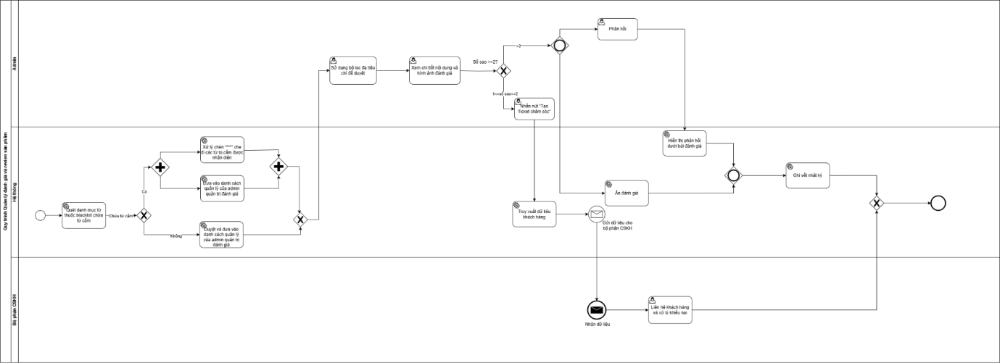 Quy trình Quản lý đánh giá và review sản phẩm
Admin
Hệ thống
Bộ phận CSKH
Quét danh mục từ
thuộc blacklist chứa
từ cấm
Chứa từ cấm
Có
Không
Xử lý chèn "***" che
đi các từ bị cấm được
nhận diện
Đưa vào danh sách
quản lý của admin
quản trị đánh giá
Duyệt và đưa vào
danh sách quản lý
của admin quản trị
đánh giá
Sử dụng bộ lọc đa tiêu
chí để duyệt
Xem chi tiết nội dung và
hình ảnh đánh giá
Số sao >=2?
>2
1<=số sao<=2
Nhấn nút "Tạo
Ticket chăm sóc"
Phản hồi
Hiển thị phản hồi
dưới bài đánh giá
Ẩn đánh giá
Ghi vết nhật ký
Truy xuất dữ liệu
khách hàng
Gửi dữ liệu cho
bộ phận CSKH
Nhận dữ liệu
Liên hệ khách hàng
và xử lý khiếu nại